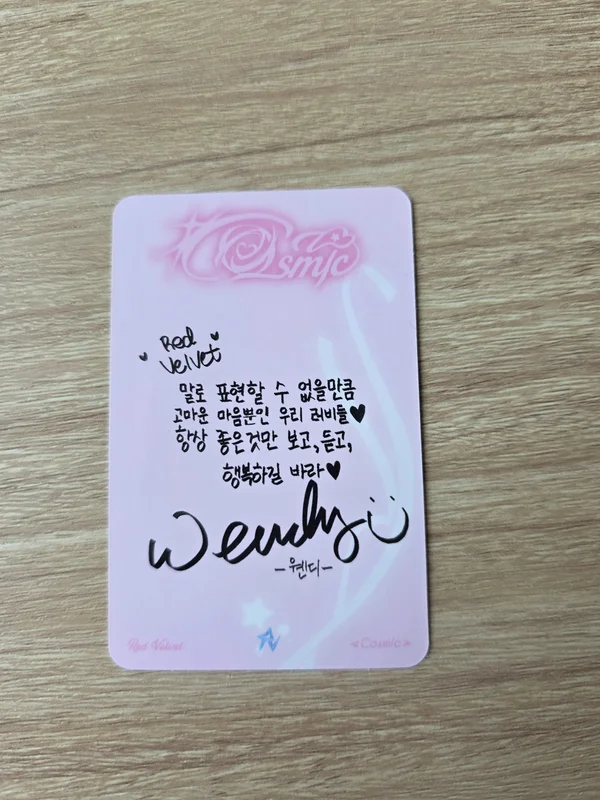 Cosmic
Red
Velvet
말로 표현할 수 없을만큼
고마운 마음뿐인 우리 러비들♥
항상 좋은것만 보고, 듣고,
행복하길 바라♥
Wendy
-웬디-
Red Velvet
Cosmic